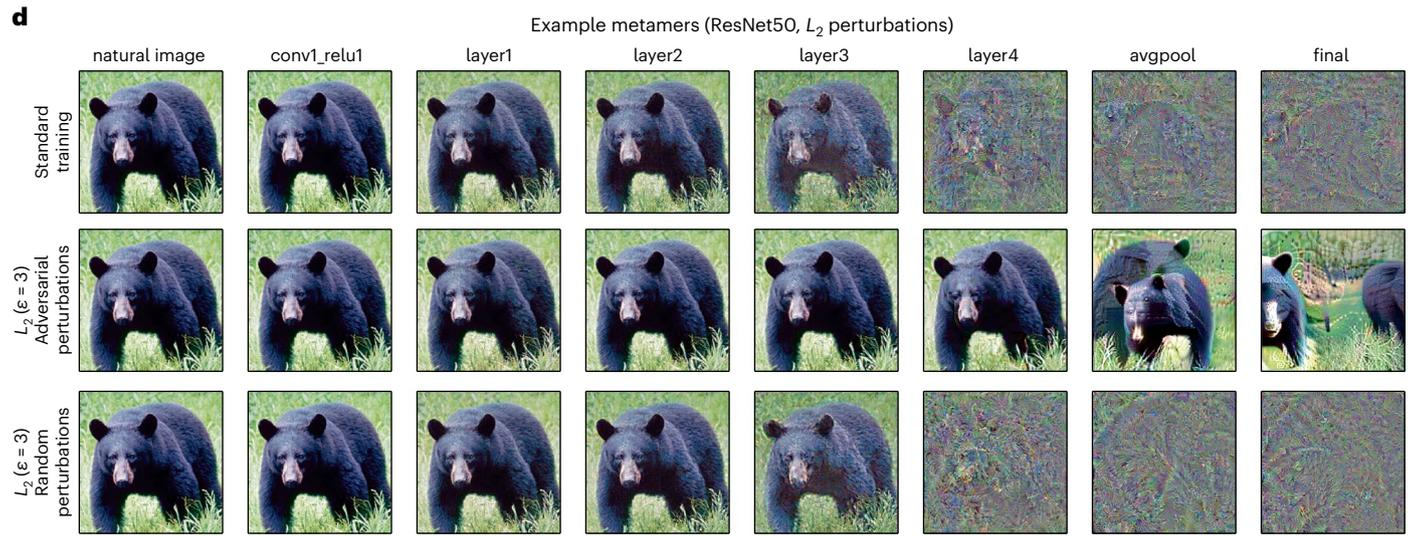 d
Example metamers (ResNet50, L2 perturbations)
natural image conv1_relu1 layer1 layer2 layer3 layer4 avgpool final
Standard
training
L2 (ε = 3)
Adversarial
perturbations
L2 (ε = 3)
Random
perturbations